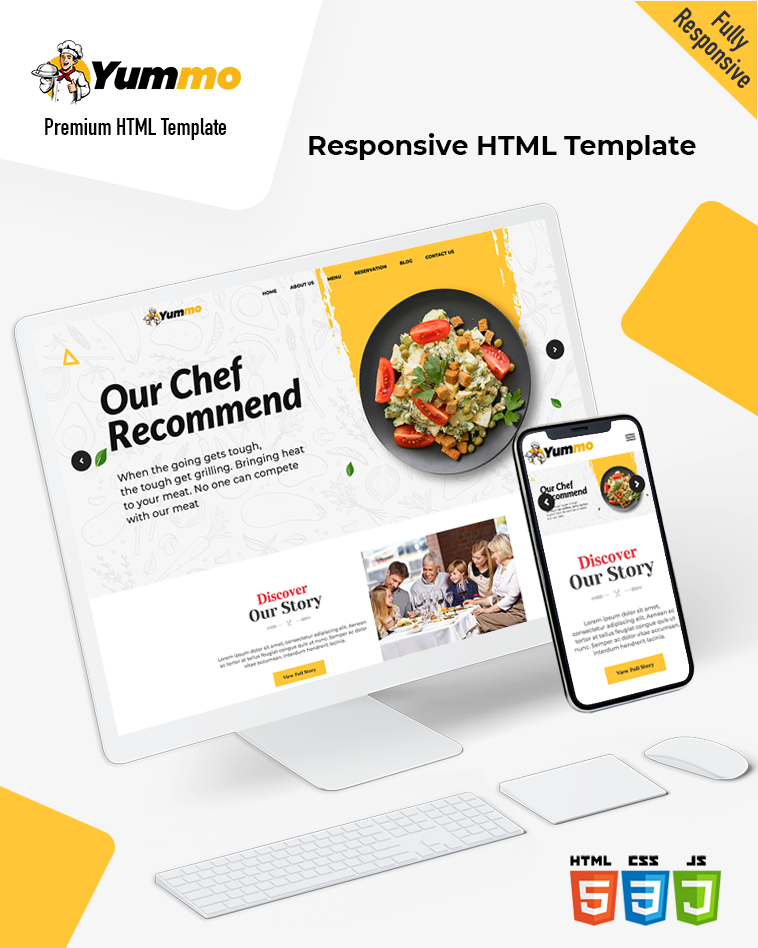 Fully
Responsive
Yummo
Premium HTML Template
Responsive HTML Template
HOME
ABOUT US
MENU
RESERVATION
BLOG
CONTACT US
Yummo
Our Chef
Recommend
When the going gets tough,
the tough get grilling. Bringing heat
to your meat. No one can compete
with our meat
Discover
Our Story
Lorem ipsum dolor sit amet, consectetur adipiscing elit. Aenean
ac tortor at tellus feugiat congue quis ut nunc. Semper ac dolor
vitae accumsan. Interdum hendrerit lacinia.
View Full Story
Yummo
Our Chef
Recommend
Discover
Our Story
Lorem ipsum dolor sit amet,
consectetur adipiscing elit. Aenean
ac tortor at tellus feugiat congue quis ut
nunc. Semper ac dolor vitae accumsan.
Interdum hendrerit lacinia.
View Full Story
HTML
CSS
JS
5
3